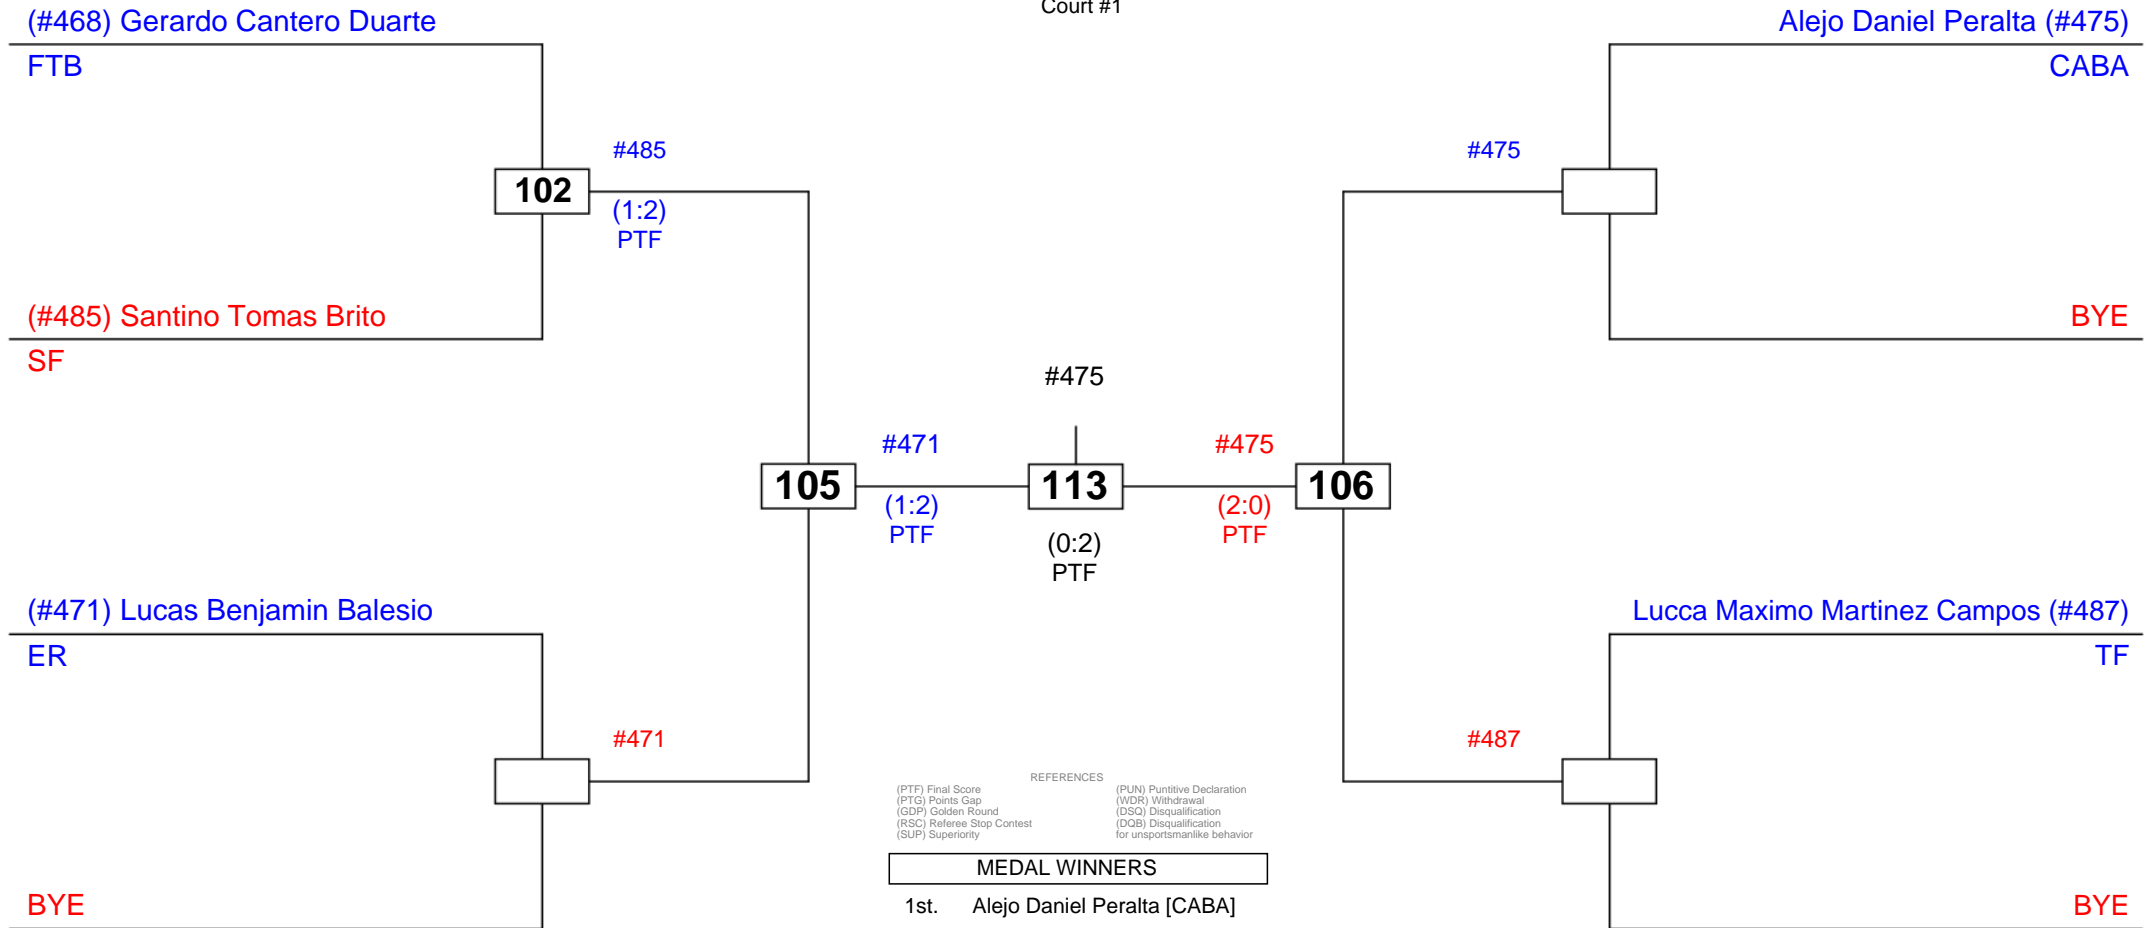 Court #1
(#468) Gerardo Cantero Duarte
FTB
Alejo Daniel Peralta (#475)
CABA
#485
102
(1:2)
PTF
#475
(#485) Santino Tomas Brito
SF
BYE
#475
#471
105
(1:2)
PTF
113
(0:2)
PTF
#475
106
(2:0)
PTF
(#471) Lucas Benjamin Balesio
ER
Lucca Maximo Martinez Campos (#487)
TF
#471
#487
BYE
BYE
REFERENCES
(PTF) Final Score
(PTG) Points Gap
(GDP) Golden Round
(RSC) Referee Stop Contest
(SUP) Superiority
(PUN) Puntitive Declaration
(WDR) Withdrawal
(DSQ) Disqualification
(DQB) Disqualification
for unsportsmanlike behavior
MEDAL WINNERS
1st. Alejo Daniel Peralta [CABA]